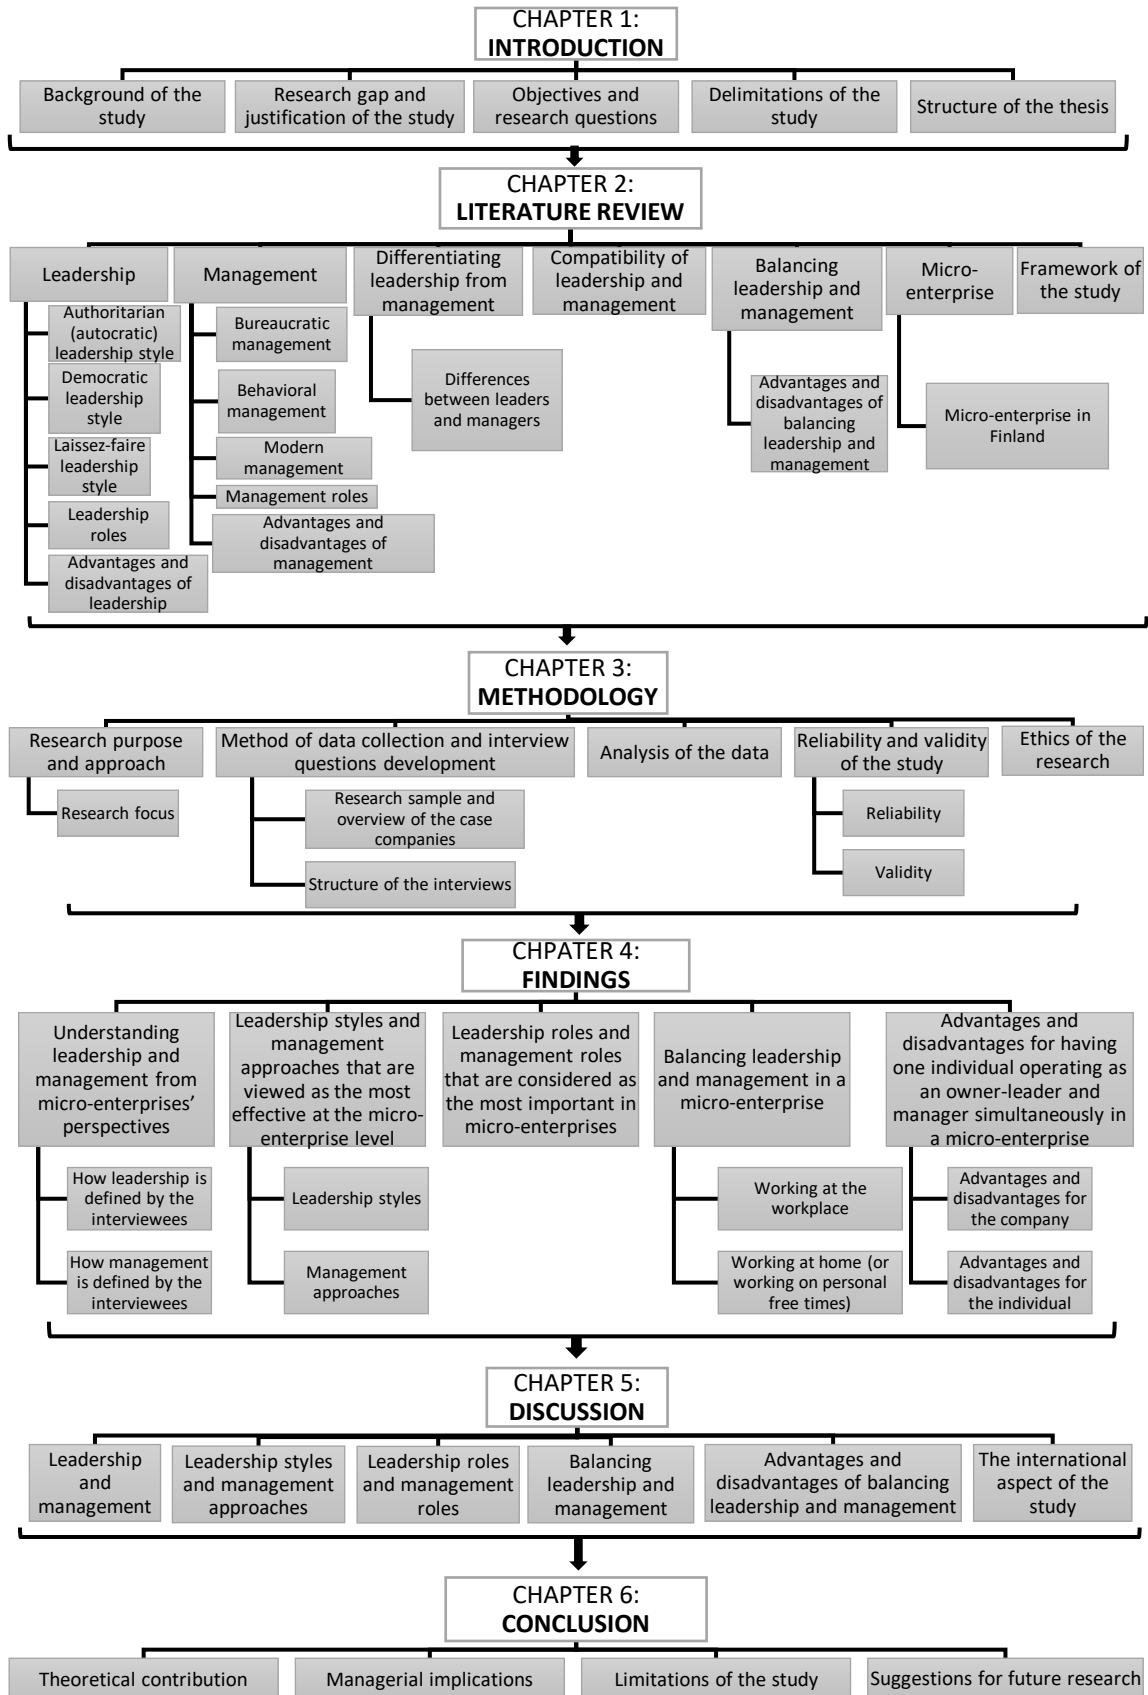 CHAPTER 1:
INTRODUCTION
Background of the
study
Research gap and
justification of the study
Objectives and
research questions
Delimitations of the
study
Structure of the thesis
CHAPTER 2:
LITERATURE REVIEW
Leadership
Authoritarian
(autocratic)
leadership style
Democratic
leadership
style
Laissez-faire
leadership
style
Leadership
roles
Advantages and
disadvantages of
leadership
Management
Bureaucratic
management
Behavioral
management
Modern
management
Management roles
Advantages and
disadvantages of
management
Differentiating
leadership from
management
Differences
between leaders
and managers
Compatibility of
leadership and
management
Balancing
leadership and
management
Advantages and
disadvantages of
balancing
leadership and
management
Micro-
enterprise
Micro-enterprise in
Finland
Framework of
the study
CHAPTER 3:
METHODOLOGY
Research purpose
and approach
Research focus
Method of data collection and interview
questions development
Research sample and
overview of the case
companies
Structure of the interviews
Analysis of the data
Reliability and validity
of the study
Reliability
Validity
Ethics of the
research
CHPATER 4:
FINDINGS
Understanding
leadership and
management from
micro-enterprises’
perspectives
How leadership is
defined by the
interviewees
How management
is defined by the
interviewees
Leadership styles and
management
approaches that are
viewed as the most
effective at the micro-
enterprise level
Leadership styles
Management
approaches
Leadership roles and
management roles
that are considered as
the most important in
micro-enterprises
Balancing leadership
and management in a
micro-enterprise
Working at the
workplace
Working at home (or
working on personal
free times)
Advantages and
disadvantages for having
one individual operating as
an owner-leader and
manager simultaneously in
a micro-enterprise
Advantages and
disadvantages for
the company
Advantages and
disadvantages for
the individual
CHAPTER 5:
DISCUSSION
Leadership
and
management
Leadership styles
and management
approaches
Leadership roles
and management
roles
Balancing
leadership and
management
Advantages and
disadvantages of balancing
leadership and management
The international
aspect of the
study
CHAPTER 6:
CONCLUSION
Theoretical contribution
Managerial implications
Limitations of the study
Suggestions for future research